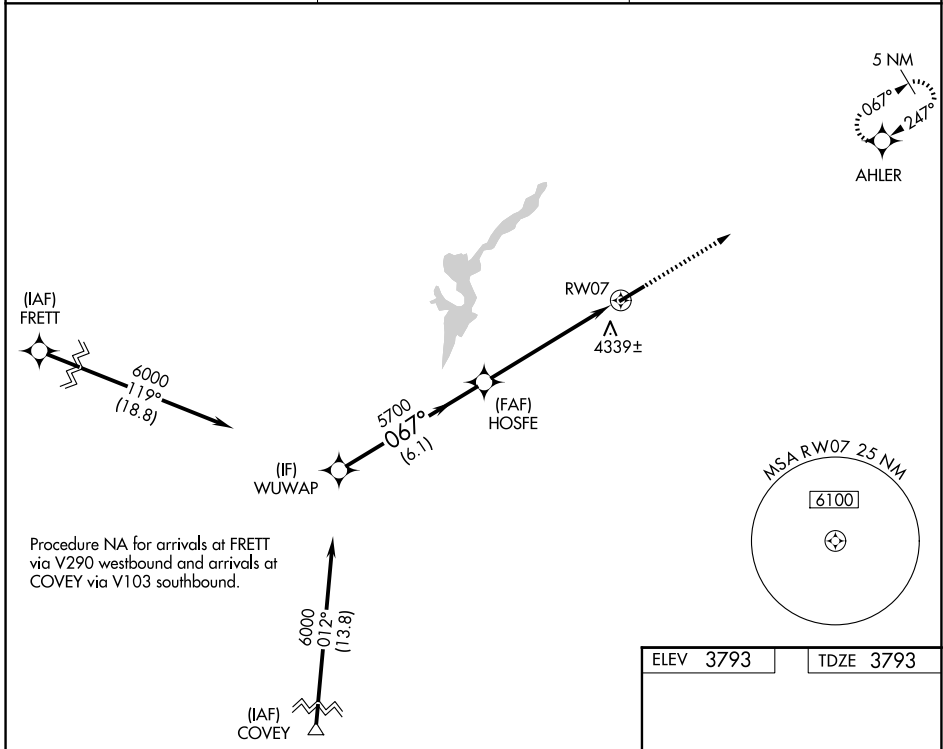 5 NM
067°
247°
AHLER
RW07
4339±
(IAF)
FRETT
6000
119°
(18.8)
5700
067°
(6.1)
(FAF)
HOSFE
(IF)
WUWAP
MSA RW07 25 NM
6100
Procedure NA for arrivals at FRETT
via V290 westbound and arrivals at
COVEY via V103 southbound.
6000
012°
(13.8)
(IAF)
COVEY
ELEV 3793
TDZE 3793